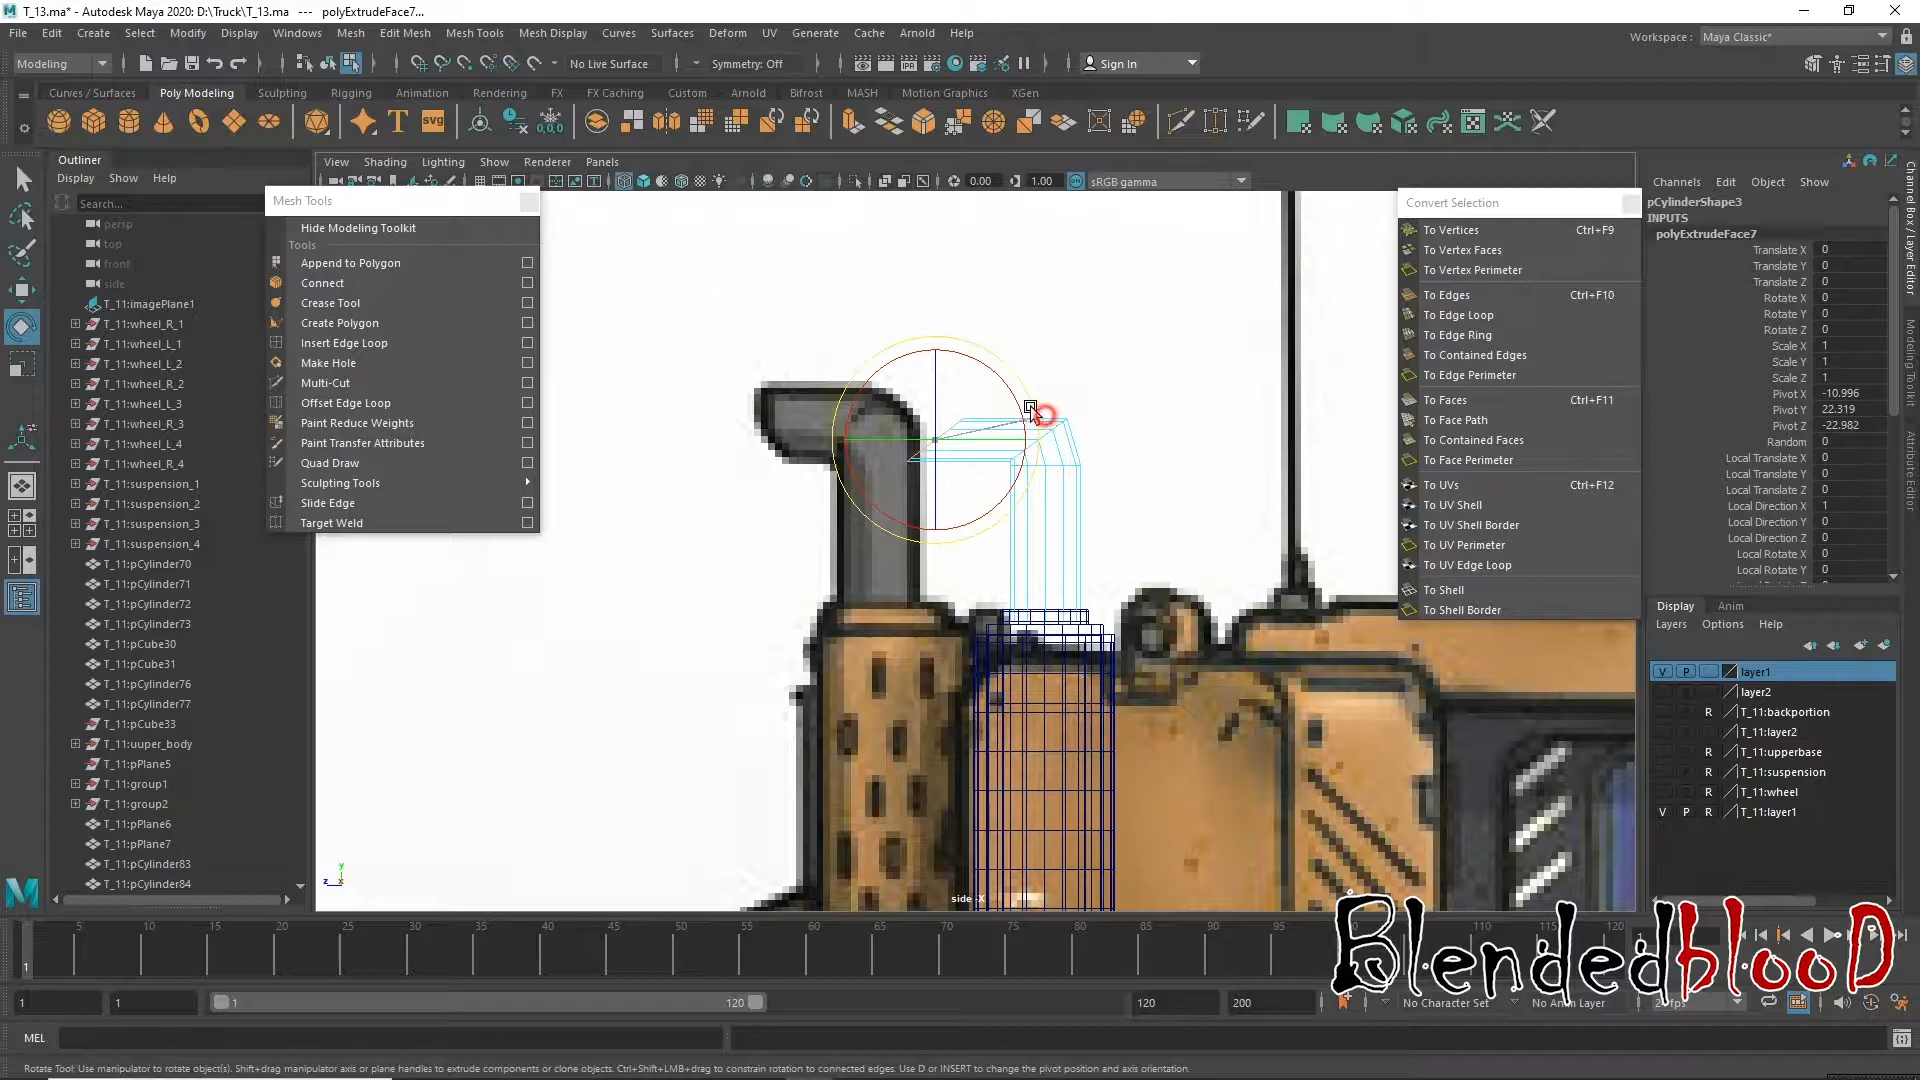 T_13.ma* - Autodesk Maya 2020: D:\Truck\T_13.ma --- polyExtrudeFace7...
File Edit Create Select Modify Display Windows Mesh Edit Mesh Mesh Tools Mesh Display Curves Surfaces Deform UV Generate Cache Arnold Help
Workspace : Maya Classic*
Modeling No Live Surface Symmetry: Off Sign In
Curves / Surfaces Poly Modeling Sculpting Rigging Animation Rendering FX FX Caching Custom Arnold Bifrost MASH Motion Graphics XGen
Outliner
Display Show Help
Search...
persp
top
front
side
T_11:imagePlane1
T_11:wheel_R_1
T_11:wheel_L_1
T_11:wheel_L_2
T_11:wheel_R_2
T_11:wheel_L_3
T_11:wheel_R_3
T_11:wheel_L_4
T_11:wheel_R_4
T_11:suspension_1
T_11:suspension_2
T_11:suspension_3
T_11:suspension_4
T_11:pCylinder70
T_11:pCylinder71
T_11:pCylinder72
T_11:pCylinder73
T_11:pCube30
T_11:pCube31
T_11:pCylinder76
T_11:pCylinder77
T_11:pCube33
T_11:uuper_body
T_11:pPlane5
T_11:group1
T_11:group2
T_11:pPlane6
T_11:pPlane7
T_11:pCylinder83
T_11:pCylinder84
View Shading Lighting Show Renderer Panels
0.00 1.00 sRGB gamma
Mesh Tools
Hide Modeling Toolkit
Tools
Append to Polygon
Connect
Crease Tool
Create Polygon
Insert Edge Loop
Make Hole
Multi-Cut
Offset Edge Loop
Paint Reduce Weights
Paint Transfer Attributes
Quad Draw
Sculpting Tools
Slide Edge
Target Weld
side -X
Convert Selection
To Vertices Ctrl+F9
To Vertex Faces
To Vertex Perimeter
To Edges Ctrl+F10
To Edge Loop
To Edge Ring
To Contained Edges
To Edge Perimeter
To Faces Ctrl+F11
To Face Path
To Contained Faces
To Face Perimeter
To UVs Ctrl+F12
To UV Shell
To UV Shell Border
To UV Perimeter
To UV Edge Loop
To Shell
To Shell Border
Channels Edit Object Show
pCylinderShape3
INPUTS
polyExtrudeFace7
Translate X 0
Translate Y 0
Translate Z 0
Rotate X 0
Rotate Y 0
Rotate Z 0
Scale X 1
Scale Y 1
Scale Z 1
Pivot X -10.996
Pivot Y 22.319
Pivot Z -22.982
Random 0
Local Translate X 0
Local Translate Y 0
Local Translate Z 0
Local Direction X 1
Local Direction Y 0
Local Direction Z 0
Local Rotate X 0
Local Rotate Y 0
Channel Box / Layer Editor
Modeling Toolkit
Attribute Editor
Display Anim
Layers Options Help
V P layer1
layer2
R T_11:backportion
T_11:layer2
R T_11:upperbase
R T_11:suspension
R T_11:wheel
V P R T_11:layer1
5 10 15 20 25 30 35 40 45 50 55 60 65 70 75 80 85 90 95 100 105 110 115 120
1
1 1 1 120 120 200 No Character Set No Anim Layer
BlendedblooD
MEL
Rotate Tool: Use manipulator to rotate object(s). Shift+drag manipulator axis or plane handles to extrude components or clone objects. Ctrl+Shift+LMB+drag to constrain rotation to connected edges. Use D or INSERT to change the pivot position and axis orientation.